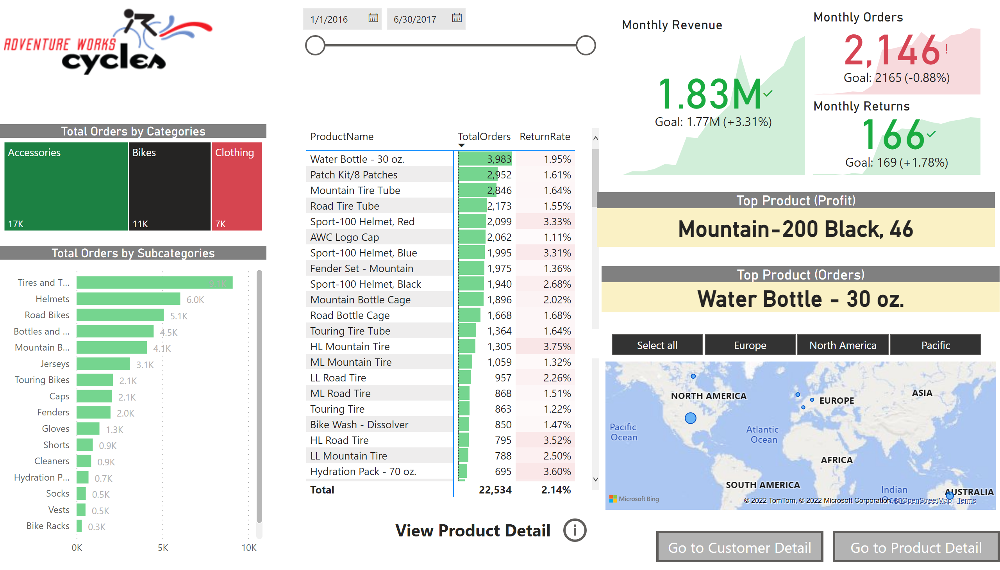 ADVENTURE WORKS
cycles
1/1/2016
6/30/2017
Monthly Revenue
1.83M
Goal: 1.77M (+3.31%)
Monthly Orders
2,146!
Goal: 2165 (-0.88%)
Monthly Returns
166
Goal: 169 (+1.78%)
Total Orders by Categories
Accessories
17K
Bikes
11K
Clothing
7K
Total Orders by Subcategories
Tires and T... 9.1K
Helmets 6.0K
Road Bikes 5.1K
Bottles and ... 4.5K
Mountain B... 4.1K
Jerseys 3.1K
Touring Bikes 2.1K
Caps 2.1K
Fenders 2.0K
Gloves 1.3K
Shorts 0.9K
Cleaners 0.9K
Hydration P... 0.7K
Socks 0.5K
Vests 0.5K
Bike Racks 0.3K
0K 5K 10K
ProductName TotalOrders ReturnRate
Water Bottle - 30 oz. 3,983 1.95%
Patch Kit/8 Patches 2,952 1.61%
Mountain Tire Tube 2,846 1.64%
Road Tire Tube 2,173 1.55%
Sport-100 Helmet, Red 2,099 3.33%
AWC Logo Cap 2,062 1.11%
Sport-100 Helmet, Blue 1,995 3.31%
Fender Set - Mountain 1,975 1.36%
Sport-100 Helmet, Black 1,940 2.68%
Mountain Bottle Cage 1,896 2.02%
Road Bottle Cage 1,668 1.68%
Touring Tire Tube 1,364 1.64%
HL Mountain Tire 1,305 3.75%
ML Mountain Tire 1,059 1.32%
LL Road Tire 957 2.26%
ML Road Tire 868 1.51%
Touring Tire 863 1.22%
Bike Wash - Dissolver 850 1.47%
HL Road Tire 795 3.52%
LL Mountain Tire 788 2.50%
Hydration Pack - 70 oz. 695 3.60%
Total 22,534 2.14%
View Product Detail
i
Top Product (Profit)
Mountain-200 Black, 46
Top Product (Orders)
Water Bottle - 30 oz.
Select all
Europe
North America
Pacific
NORTH AMERICA
EUROPE
ASIA
Pacific
Ocean
Atlantic
Ocean
AFRICA
SOUTH AMERICA
Indian
Ocean
AUSTRALIA
Microsoft Bing
© 2022 TomTom, © 2022 Microsoft Corporation, © OpenStreetMap Terms
Go to Customer Detail
Go to Product Detail